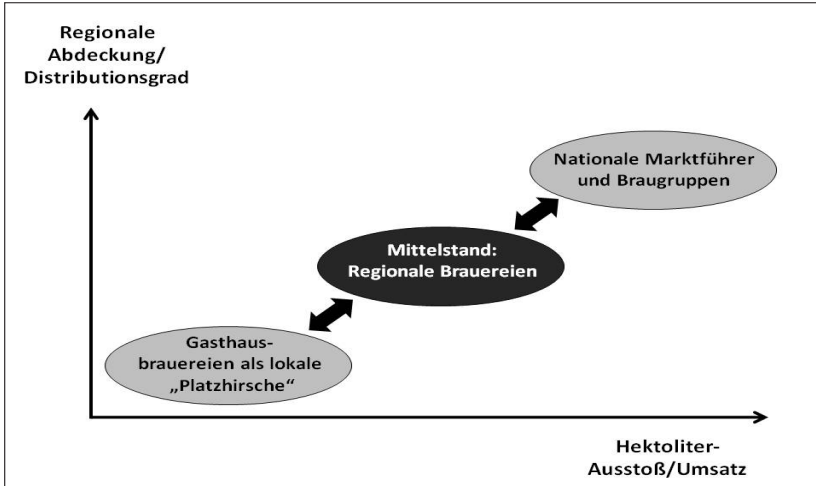 Regionale
Abdeckung/
Distributionsgrad
Nationale Marktführer
und Braugruppen
Mittelstand:
Regionale Brauereien
Gasthaus-
brauereien als lokale
„Platzhirsche“
Hektoliter-
Ausstoß/Umsatz